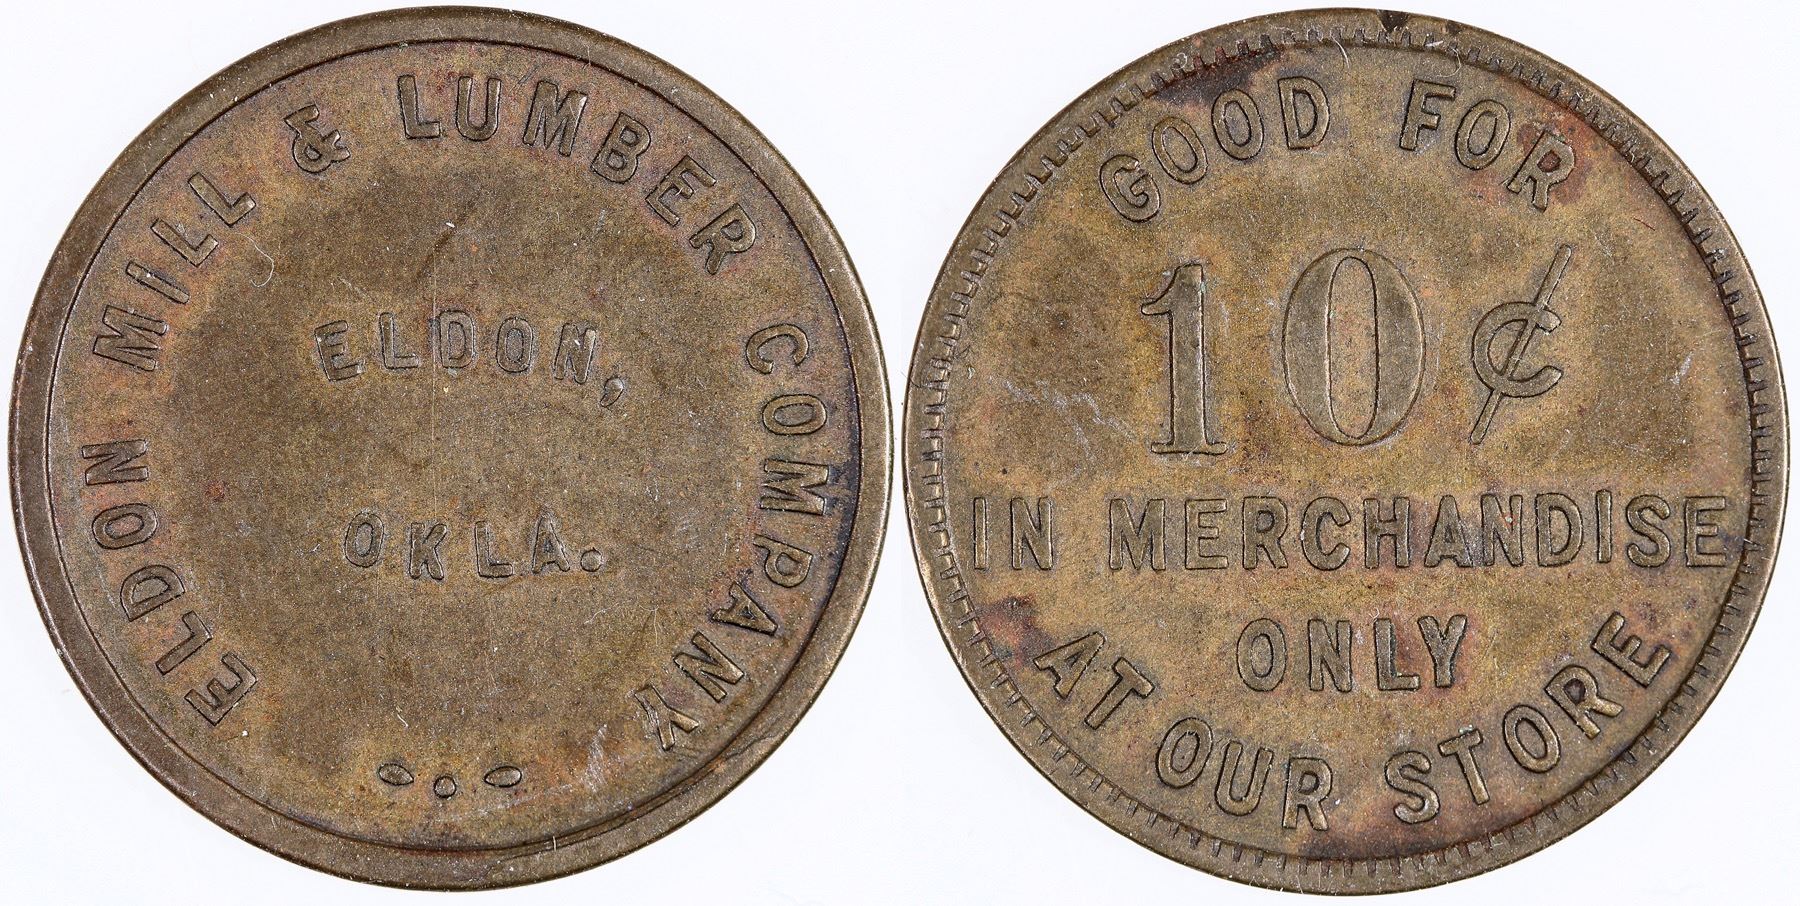 ELDON MILL & LUMBER COMPANY
ELDON,
OKLA.
GOOD FOR
10¢
IN MERCHANDISE
ONLY
AT OUR STORE